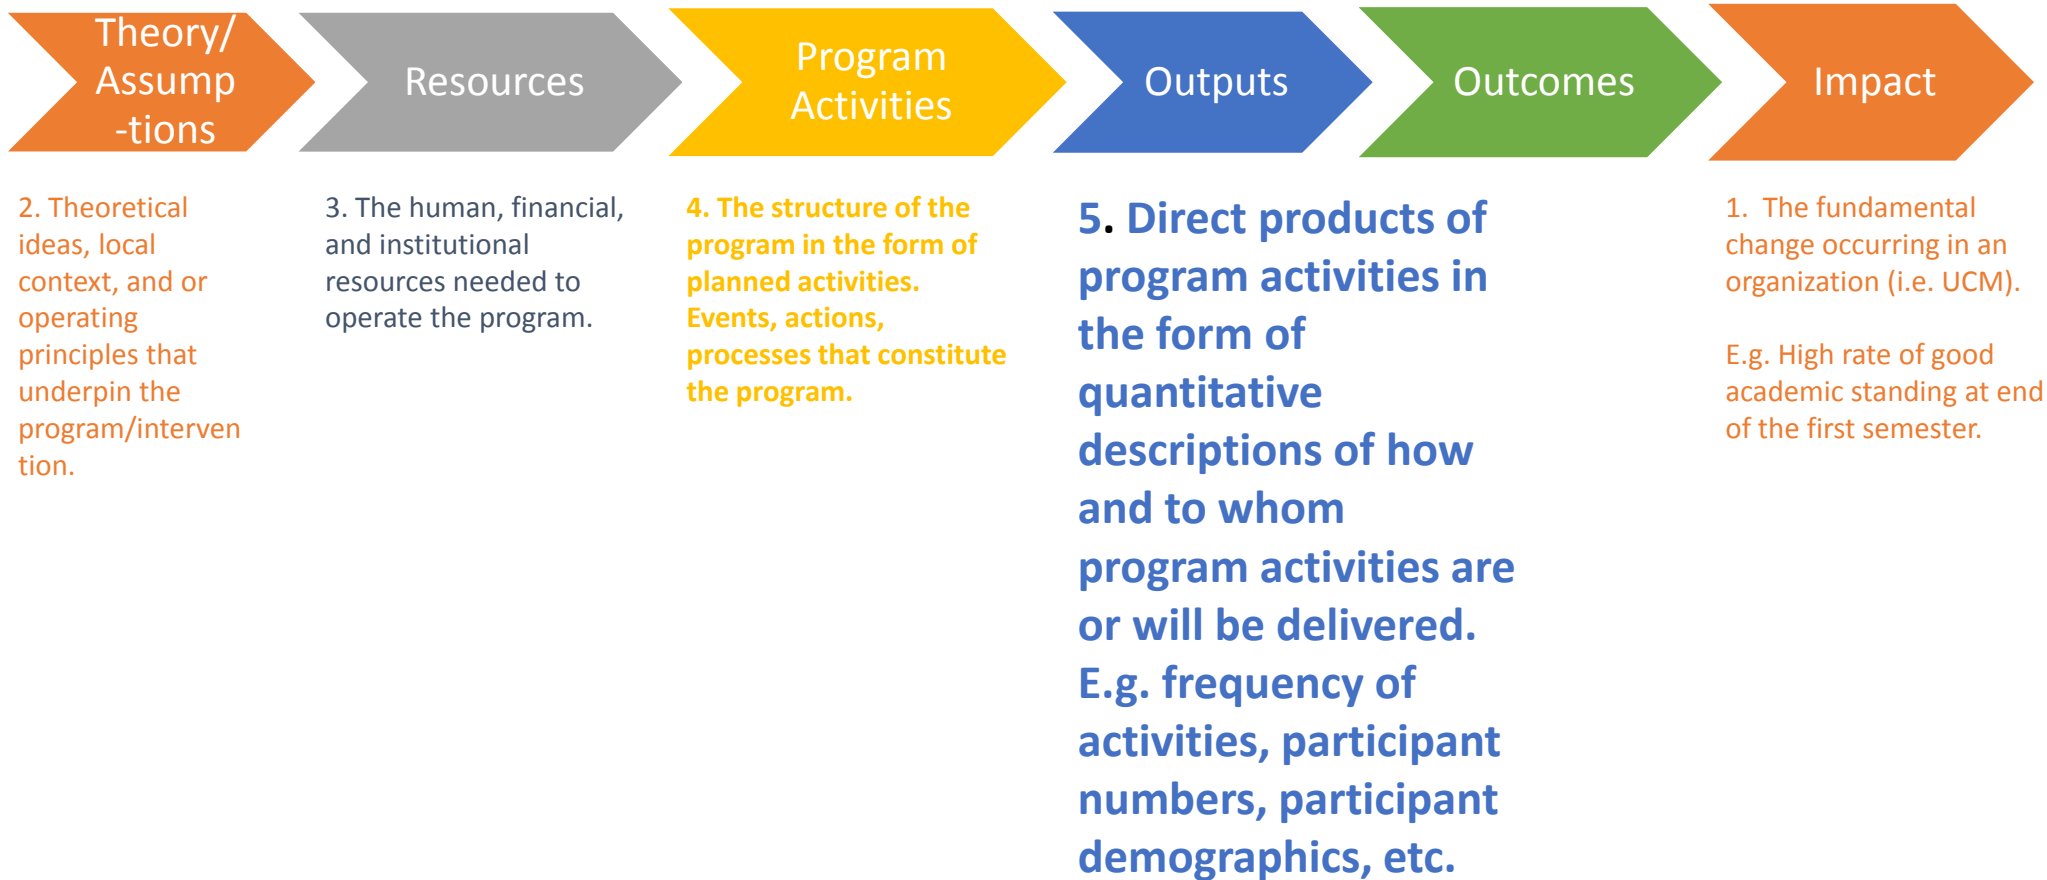 Theory/
Assump
-tions
Resources
Program
Activities
Outputs
Outcomes
Impact
2. Theoretical
ideas, local
context, and or
operating
principles that
underpin the
program/interven
tion.
3. The human, financial,
and institutional
resources needed to
operate the program.
4. The structure of the
program in the form of
planned activities.
Events, actions,
processes that constitute
the program.
5. Direct products of
program activities in
the form of
quantitative
descriptions of how
and to whom
program activities are
or will be delivered.
E.g. frequency of
activities, participant
numbers, participant
demographics, etc.
1. The fundamental
change occurring in an
organization (i.e. UCM).
E.g. High rate of good
academic standing at end
of the first semester.